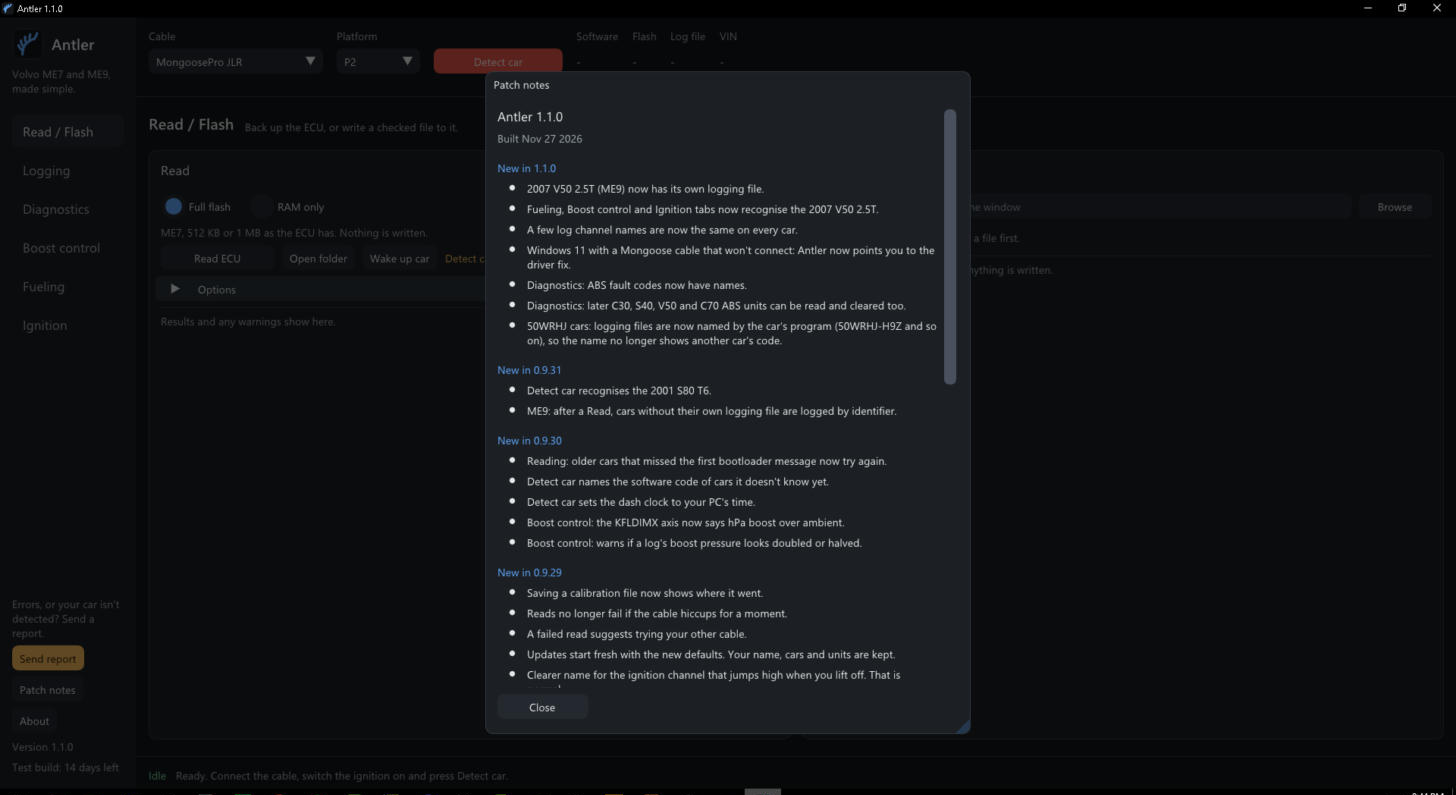 Antler 1.1.0
Antler
Volvo ME7 and ME9,
made simple.
Read / Flash
Logging
Diagnostics
Boost control
Fueling
Ignition
Errors, or your car isn't
detected? Send a
report.
Send report
Patch notes
About
Version 1.1.0
Test build: 14 days left
Cable
Platform
Software
Flash
Log file
VIN
MongoosePro JLR
P2
Detect car
-
-
-
-
Read / Flash
Back up the ECU, or write a checked file to it.
Read
Full flash
RAM only
ME7, 512 KB or 1 MB as the ECU has. Nothing is written.
Read ECU
Open folder
Wake up car
Detect
Options
Results and any warnings show here.
window
Browse
a file first.
is written.
Patch notes
Antler 1.1.0
Built Nov 27 2026
New in 1.1.0
2007 V50 2.5T (ME9) now has its own logging file.
Fueling, Boost control and Ignition tabs now recognise the 2007 V50 2.5T.
A few log channel names are now the same on every car.
Windows 11 with a Mongoose cable that won't connect: Antler now points you to the
driver fix.
Diagnostics: ABS fault codes now have names.
Diagnostics: later C30, S40, V50 and C70 ABS units can be read and cleared too.
50WRHJ cars: logging files are now named by the car's program (50WRHJ-H9Z and so
on), so the name no longer shows another car's code.
New in 0.9.31
Detect car recognises the 2001 S80 T6.
ME9: after a Read, cars without their own logging file are logged by identifier.
New in 0.9.30
Reading: older cars that missed the first bootloader message now try again.
Detect car names the software code of cars it doesn't know yet.
Detect car sets the dash clock to your PC's time.
Boost control: the KFLDIMX axis now says hPa boost over ambient.
Boost control: warns if a log's boost pressure looks doubled or halved.
New in 0.9.29
Saving a calibration file now shows where it went.
Reads no longer fail if the cable hiccups for a moment.
A failed read suggests trying your other cable.
Updates start fresh with the new defaults. Your name, cars and units are kept.
Clearer name for the ignition channel that jumps high when you lift off. That is
Close
Idle
Ready. Connect the cable, switch the ignition on and press Detect car.